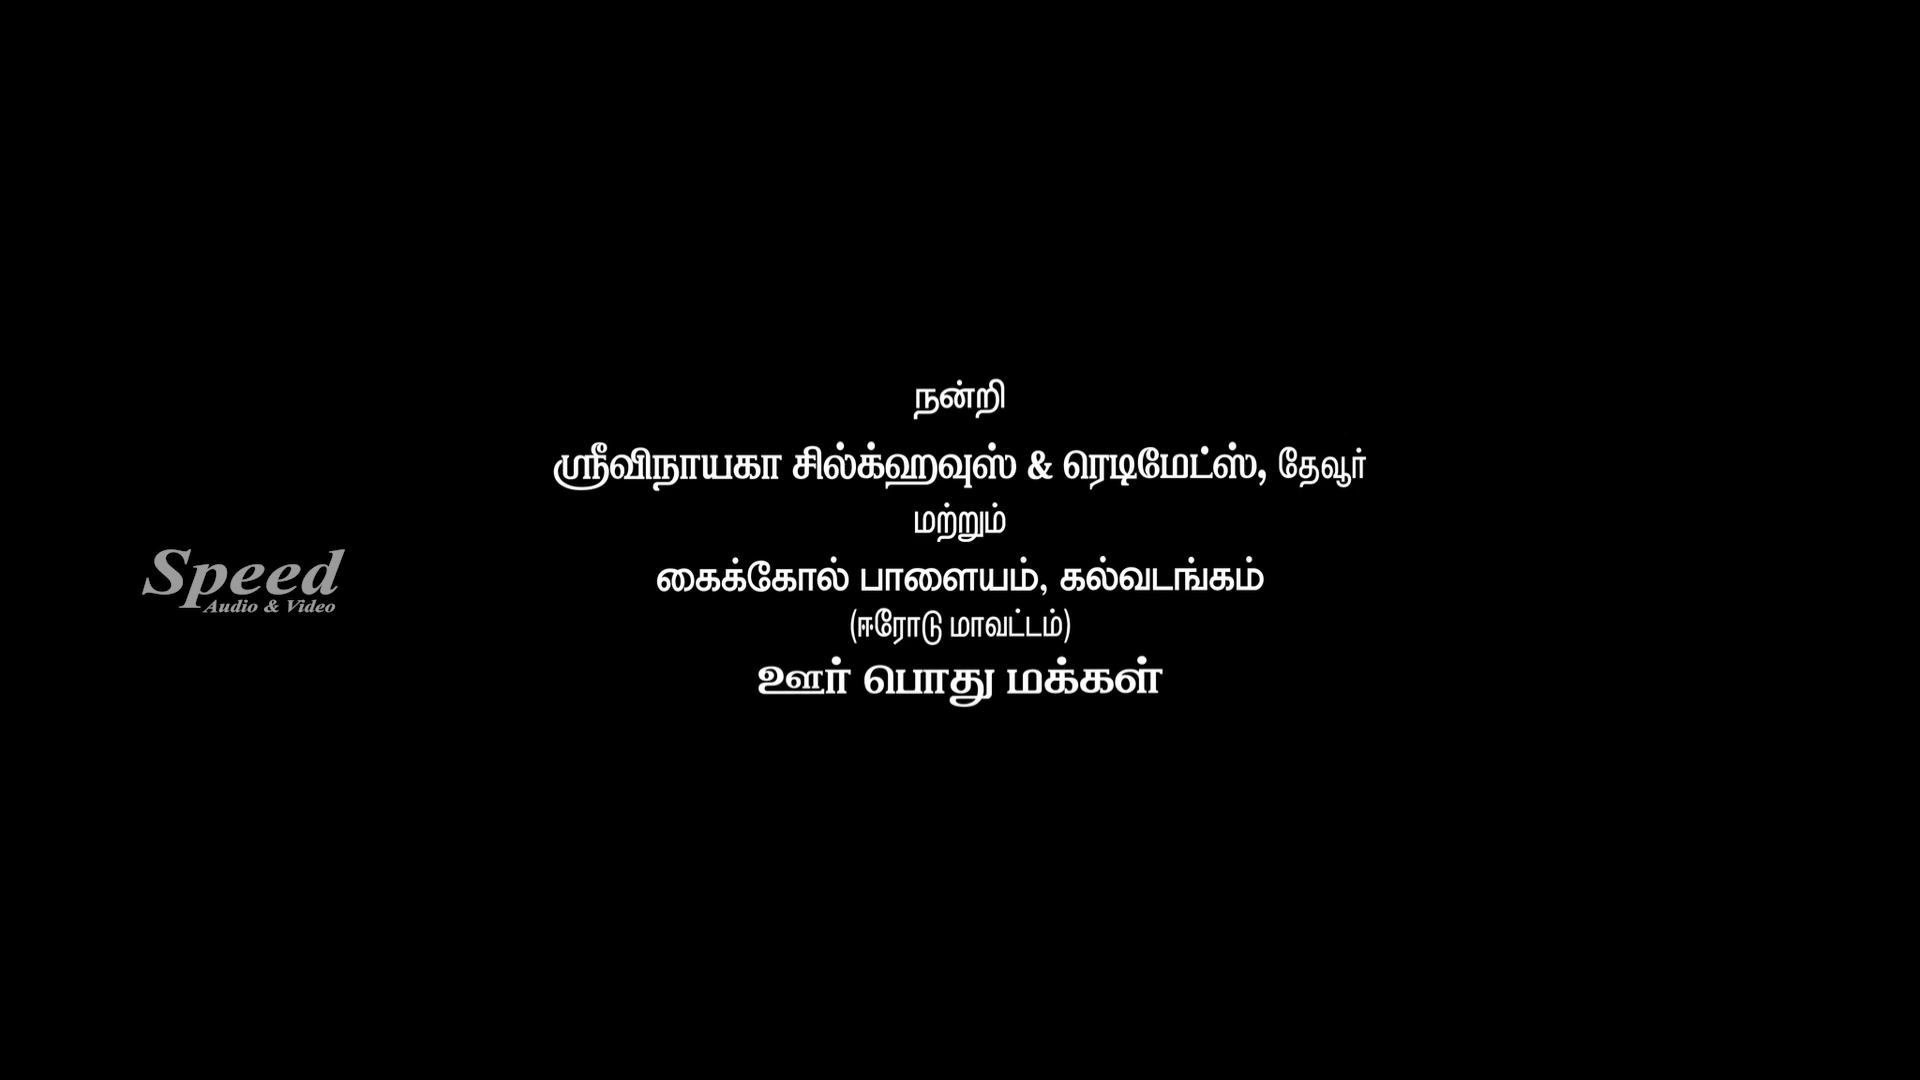 நன்றி
ஸ்ரீவிநாயகா சில்க்ஹவுஸ் & ரெடிமேட்ஸ், தேவூர்
மற்றும்
கைக்கோல் பாளையம், கல்வடங்கம்
(ஈரோடு மாவட்டம்)
ஊர் பொது மக்கள்
Speed
Audio & Video